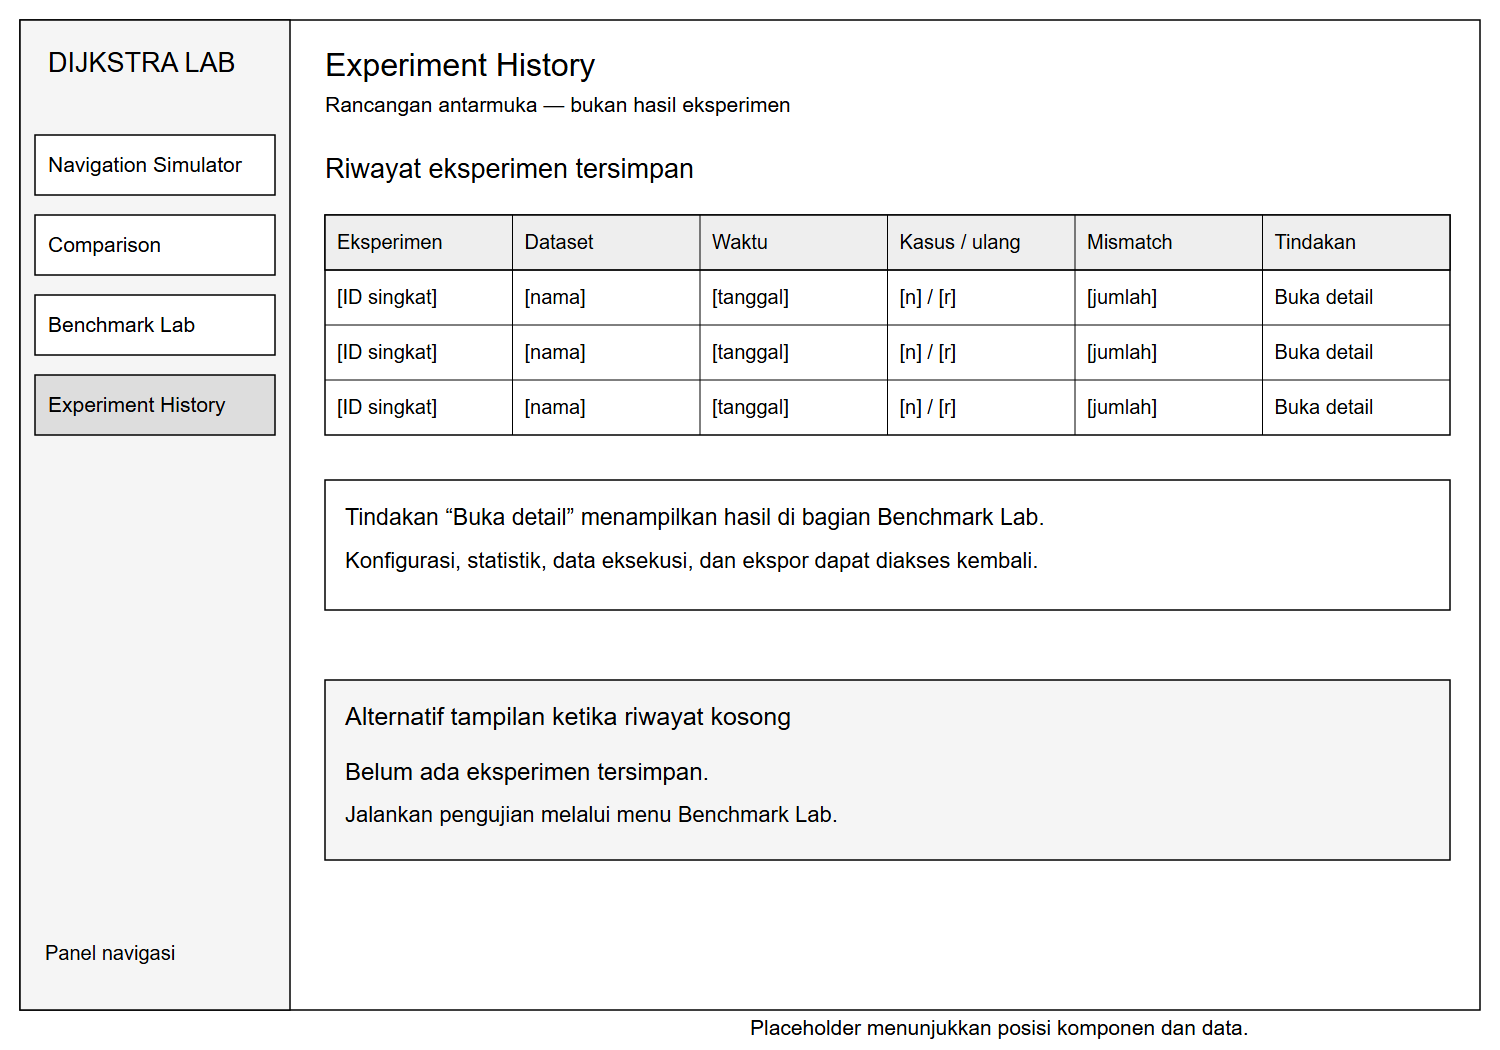 DIJKSTRA LAB
Navigation Simulator
Comparison
Benchmark Lab
Experiment History
Panel navigasi
Experiment History
Rancangan antarmuka — bukan hasil eksperimen
Riwayat eksperimen tersimpan
Eksperimen Dataset Waktu Kasus / ulang Mismatch Tindakan
[ID singkat] [nama] [tanggal] [n] / [r] [jumlah] Buka detail
[ID singkat] [nama] [tanggal] [n] / [r] [jumlah] Buka detail
[ID singkat] [nama] [tanggal] [n] / [r] [jumlah] Buka detail
Tindakan “Buka detail” menampilkan hasil di bagian Benchmark Lab.
Konfigurasi, statistik, data eksekusi, dan ekspor dapat diakses kembali.
Alternatif tampilan ketika riwayat kosong
Belum ada eksperimen tersimpan.
Jalankan pengujian melalui menu Benchmark Lab.
Placeholder menunjukkan posisi komponen dan data.